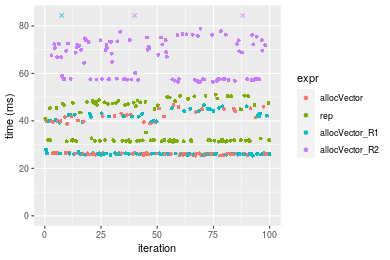 80
60
40
20
0
time (ms)
0
25
50
75
100
iteration
expr
allocVector
rep
allocVector_R1
allocVector_R2